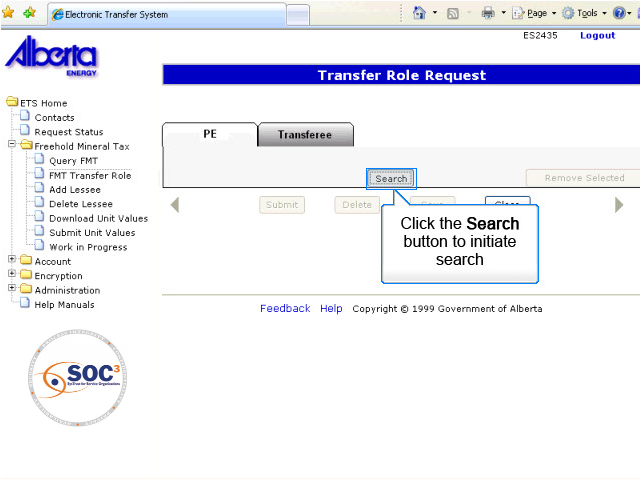 Electronic Transfer System
Page
Tools
ES2435
Logout
Alberta
ENERGY
Transfer Role Request
ETS Home
Contacts
Request Status
Freehold Mineral Tax
Query FMT
FMT Transfer Role
Add Lessee
Delete Lessee
Download Unit Values
Submit Unit Values
Work in Progress
Account
Encryption
Administration
Help Manuals
PE
Transferee
Search
Remove Selected
Submit
Delete
Click the Search
button to initiate
search
Feedback Help Copyright © 1999 Government of Alberta
SOC3
SysTrust for Service Organizations